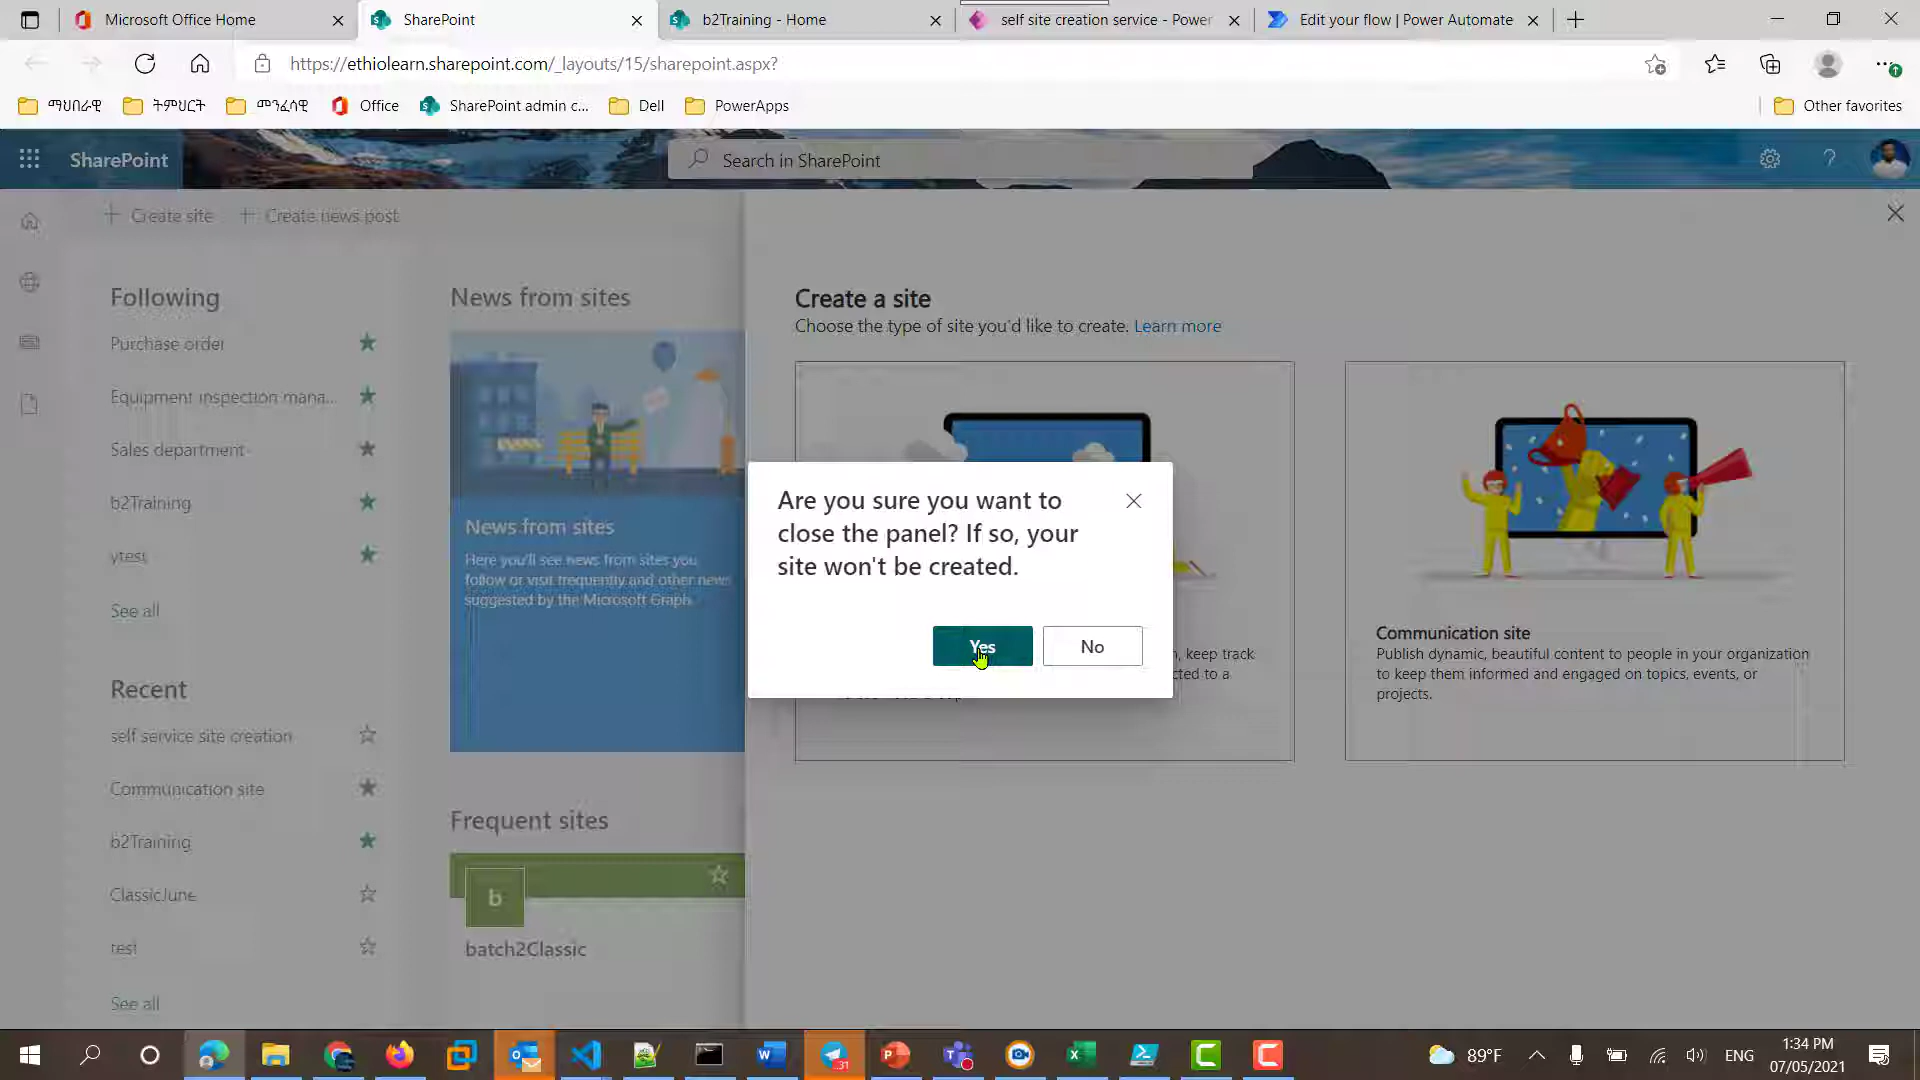 Microsoft Office Home
SharePoint
b2Training - Home
self site creation service - Power
Edit your flow | Power Automate
https://ethiolearn.sharepoint.com/_layouts/15/sharepoint.aspx?
ማህበራዊ
ትምህርት
መንፈሳዊ
Office
SharePoint admin c...
Dell
PowerApps
Other favorites
SharePoint
Search in SharePoint
Create site
Create news post
Following
Purchase order
Equipment inspection mana...
Sales department
b2Training
ytest
See all
Recent
self service site creation
Communication site
b2Training
ClassicJune
test
See all
News from sites
News from sites
Here you'll see news from sites you
follow or visit frequently and other news
suggested by the Microsoft Graph.
Frequent sites
b
batch2Classic
Create a site
Choose the type of site you'd like to create. Learn more
Are you sure you want to
close the panel? If so, your
site won't be created.
Yes
No
, keep track
cted to a
Communication site
Publish dynamic, beautiful content to people in your organization
to keep them informed and engaged on topics, events, or
projects.
31
89°F
ENG
1:34 PM
07/05/2021